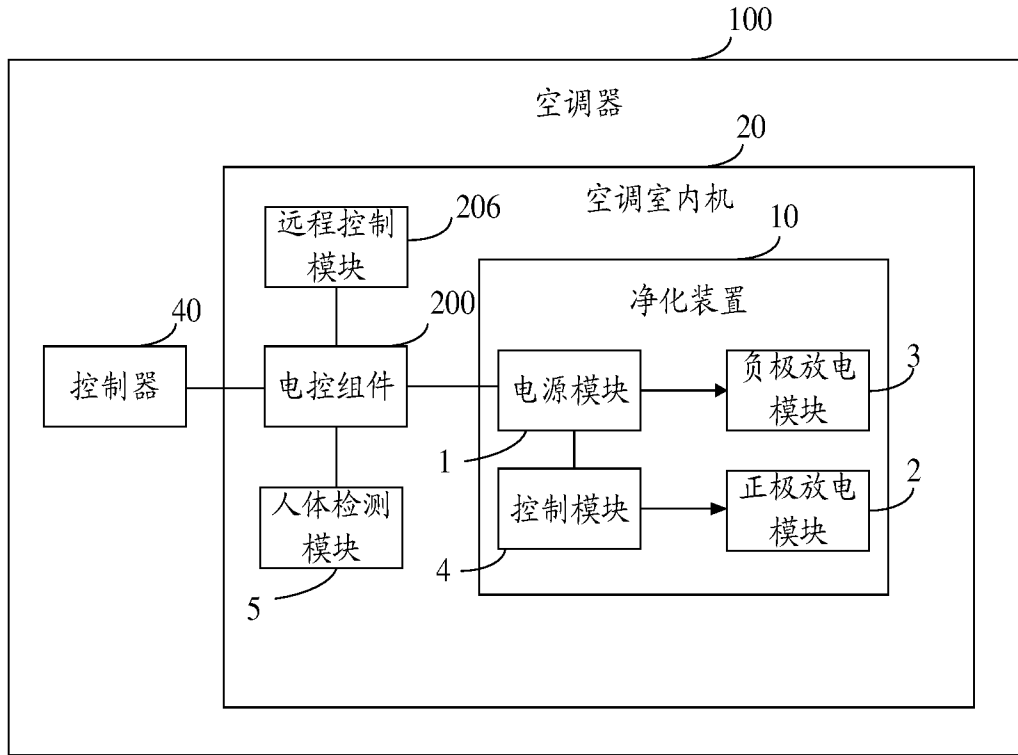 100
空调器
20
空调室内机
远程控制
模块
206
10
净化装置
40
200
控制器
电控组件
电源模块
负极放电
模块
3
1
人体检测
模块
控制模块
正极放电
模块
2
4
5